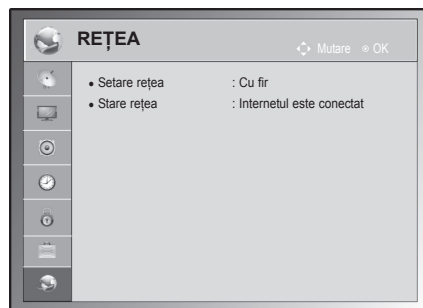 REȚEA
Mutare OK
• Setare rețea : Cu fir
• Stare rețea : Internetul este conectat